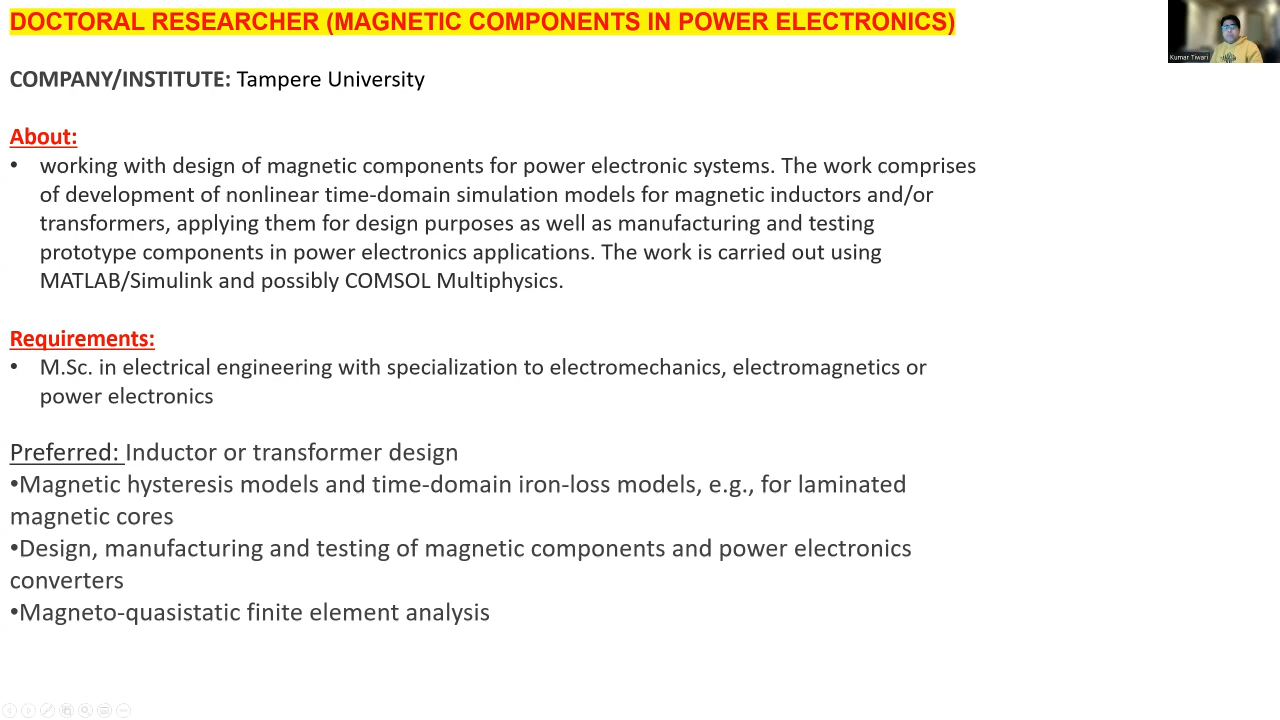 DOCTORAL RESEARCHER (MAGNETIC COMPONENTS IN POWER ELECTRONICS)
Kumar Tiwari
COMPANY/INSTITUTE: Tampere University
About:
• working with design of magnetic components for power electronic systems. The work comprises
of development of nonlinear time-domain simulation models for magnetic inductors and/or
transformers, applying them for design purposes as well as manufacturing and testing
prototype components in power electronics applications. The work is carried out using
MATLAB/Simulink and possibly COMSOL Multiphysics.
Requirements:
• M.Sc. in electrical engineering with specialization to electromechanics, electromagnetics or
power electronics
Preferred: Inductor or transformer design
•Magnetic hysteresis models and time-domain iron-loss models, e.g., for laminated
magnetic cores
•Design, manufacturing and testing of magnetic components and power electronics
converters
•Magneto-quasistatic finite element analysis